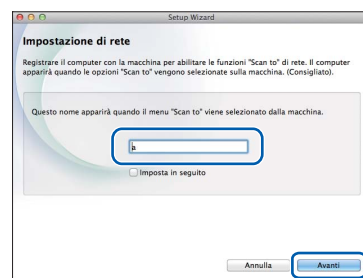 Setup Wizard
Impostazione di rete
Registrare il computer con la macchina per abilitare le funzioni "Scan to" di rete. Il computer
apparirà quando le opzioni "Scan to" vengono selezionate sulla macchina. (Consigliato).
Questo nome apparirà quando il menu "Scan to" viene selezionato dalla macchina.
a
Imposta in seguito
Annulla
Avanti